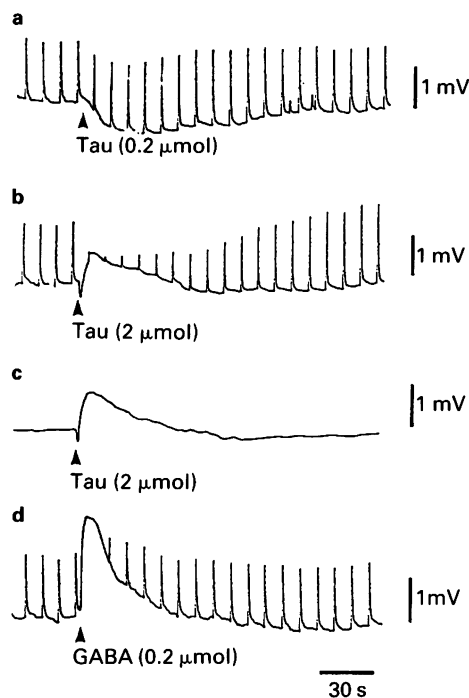 a
1 mV
Tau (0.2 μmol)
b
1 mV
Tau (2 μmol)
c
1 mV
Tau (2 μmol)
d
1mV
GABA (0.2 μmol)
30 s